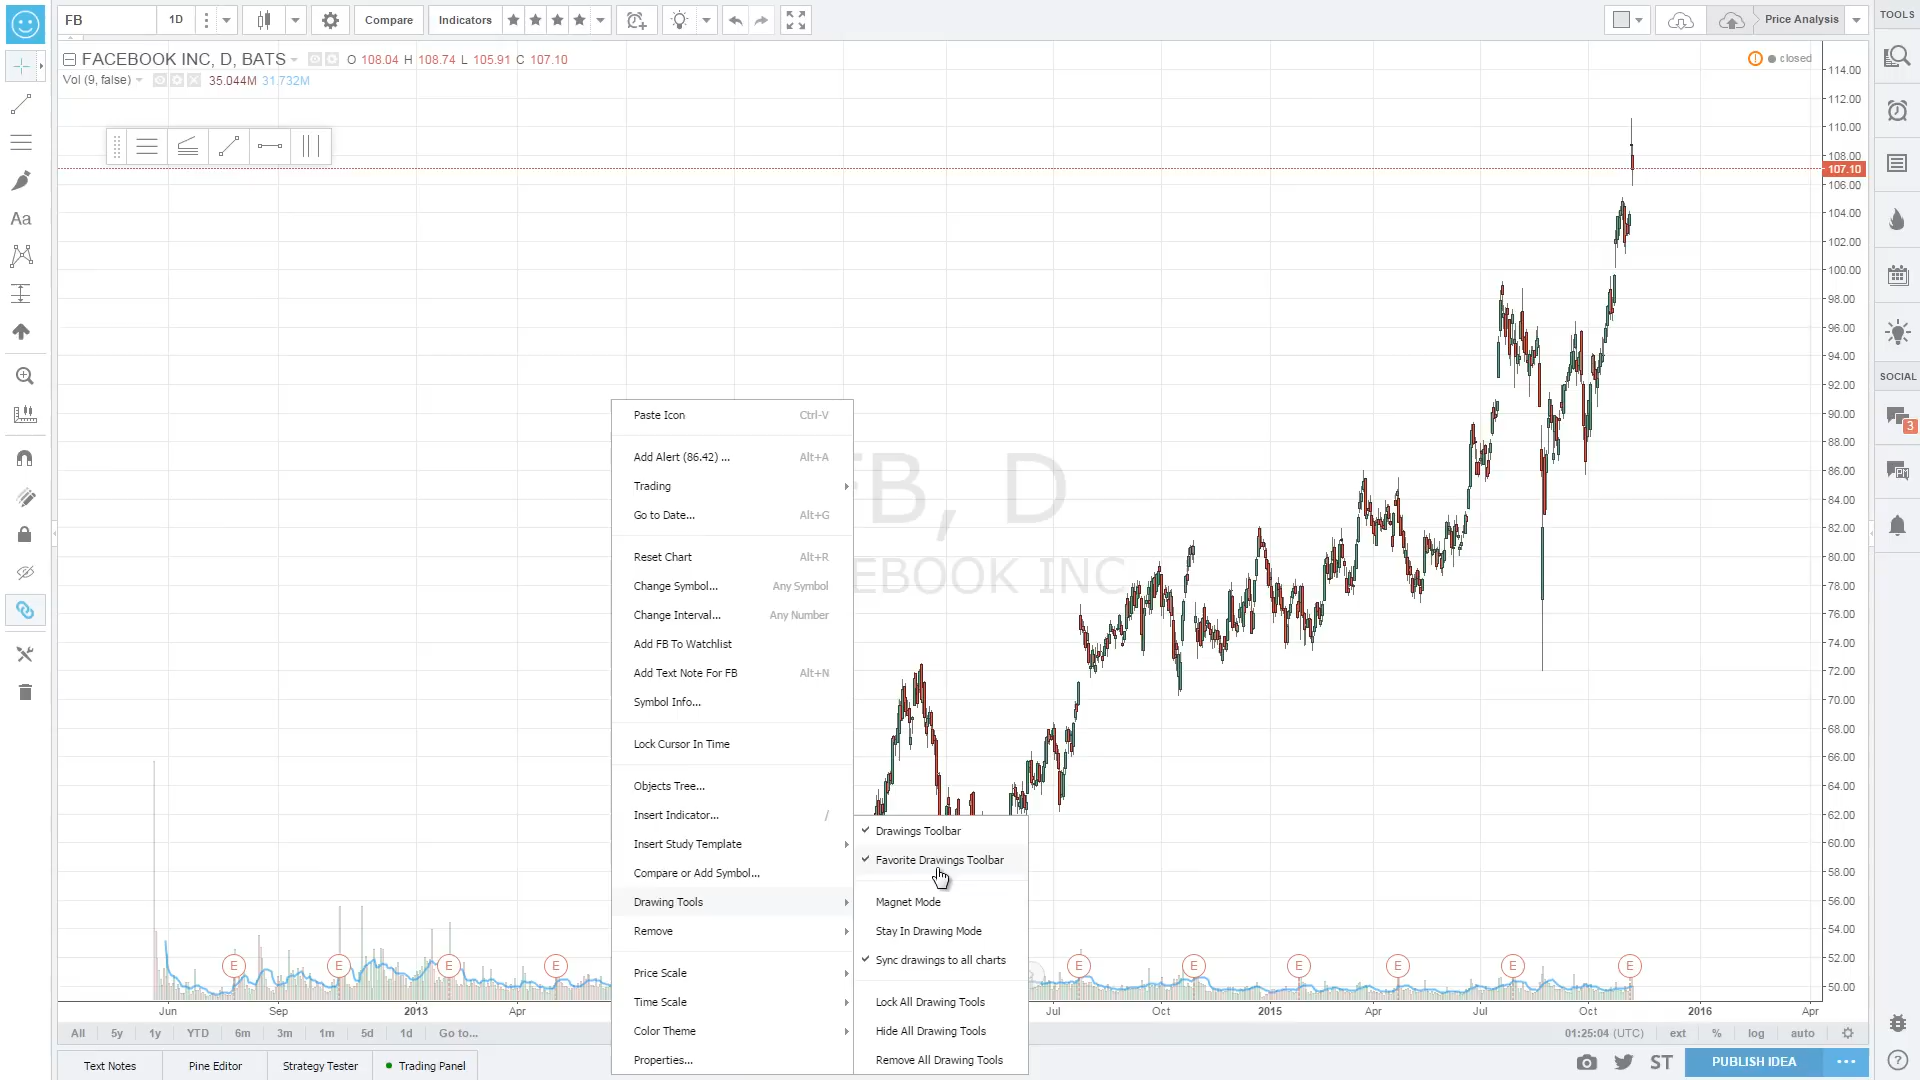 FB
1D
Compare
Indicators
Price Analysis
TOOLS
FACEBOOK INC, D, BATS
O 108.04 H 108.74 L 105.91 C 107.10
closed
Vol (9, false)
35.044M 31.732M
114.00
112.00
110.00
108.00
107.10
106.00
104.00
102.00
100.00
98.00
96.00
94.00
92.00
90.00
88.00
86.00
84.00
82.00
80.00
78.00
76.00
74.00
72.00
70.00
68.00
66.00
64.00
62.00
60.00
58.00
56.00
54.00
52.00
50.00
Aa
SOCIAL
3
FB, D
EBOOK INC
Paste Icon Ctrl-V
Add Alert (86.42) ... Alt+A
Trading
Go to Date... Alt+G
Reset Chart Alt+R
Change Symbol... Any Symbol
Change Interval... Any Number
Add FB To Watchlist
Add Text Note For FB Alt+N
Symbol Info...
Lock Cursor In Time
Objects Tree...
Insert Indicator... /
Insert Study Template
Compare or Add Symbol...
Drawing Tools
Remove
Price Scale
Time Scale
Color Theme
Properties...
Drawings Toolbar
Favorite Drawings Toolbar
Magnet Mode
Stay In Drawing Mode
Sync drawings to all charts
Lock All Drawing Tools
Hide All Drawing Tools
Remove All Drawing Tools
E E E E E E E E E E
Jun Sep 2013 Apr Jul Oct 2015 Apr Jul Oct 2016 Apr
All 5y 1y YTD 6m 3m 1m 5d 1d Go to...
01:25:04 (UTC) ext % log auto
Text Notes Pine Editor Strategy Tester Trading Panel
ST PUBLISH IDEA ...
?